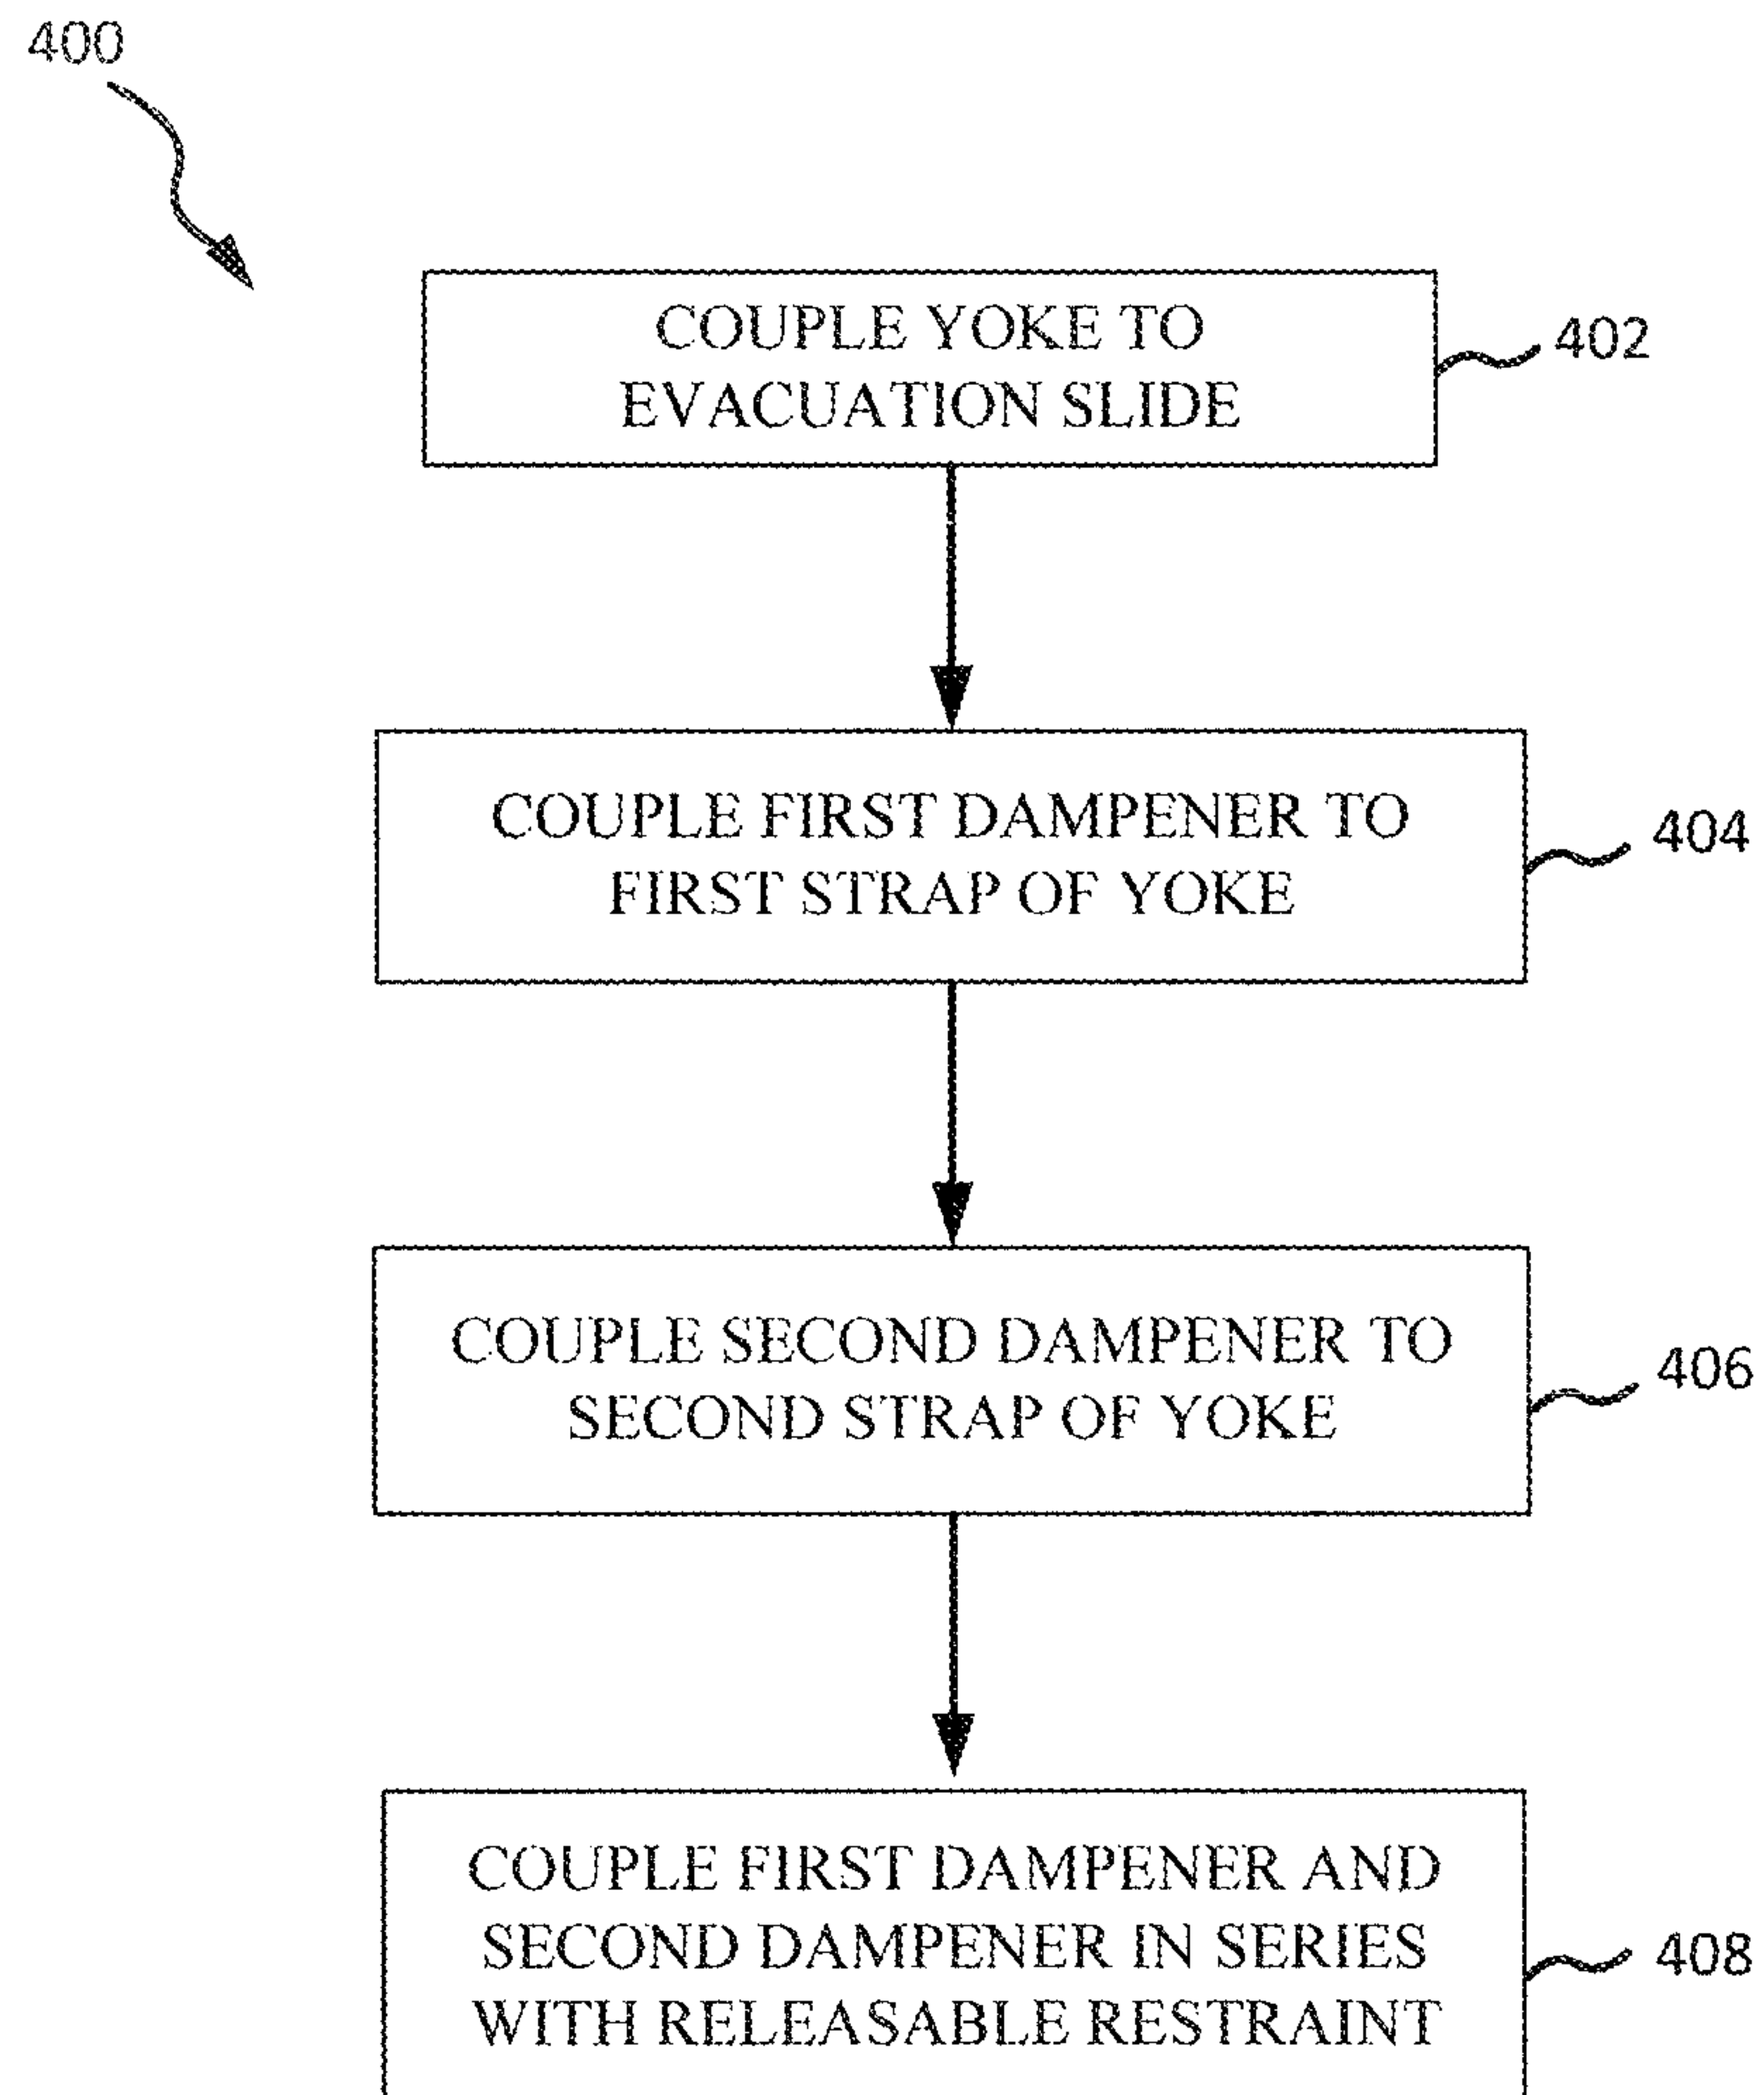 400
COUPLE YOKE TO
EVACUATION SLIDE
402
COUPLE FIRST DAMPENER TO
FIRST STRAP OF YOKE
404
COUPLE SECOND DAMPENER TO
SECOND STRAP OF YOKE
406
COUPLE FIRST DAMPENER AND
SECOND DAMPENER IN SERIES
WITH RELEASABLE RESTRAINT
408